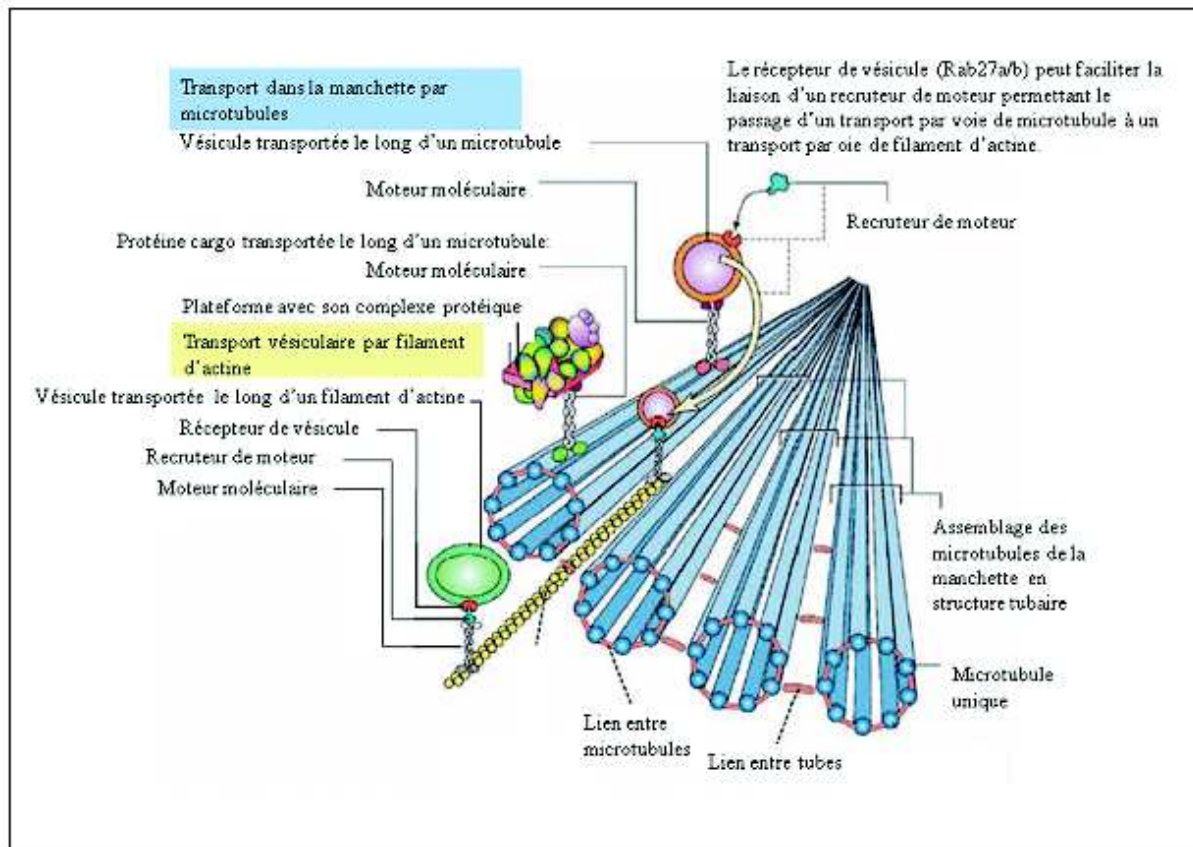 Transport dans la manchette par
microtubules
Vésicule transportée le long d'un microtubule
Moteur moléculaire
Protéine cargo transportée le long d'un microtubule:
Moteur moléculaire
Plateforme avec son complexe protéique
Transport vésiculaire par filament
d'actine
Vésicule transportée le long d'un filament d'actine
Récepteur de vésicule
Recruteur de moteur
Moteur moléculaire
Le récepteur de vésicule (Rab27a/b) peut faciliter la
liaison d'un recruteur de moteur permettant le
passage d'un transport par voie de microtubule à un
transport par oie de filament d'actine.
Recruteur de moteur
Assemblage des
microtubules de la
manchette en
structure tubaire
Microtubule
unique
Lien entre
microtubules
Lien entre tubes